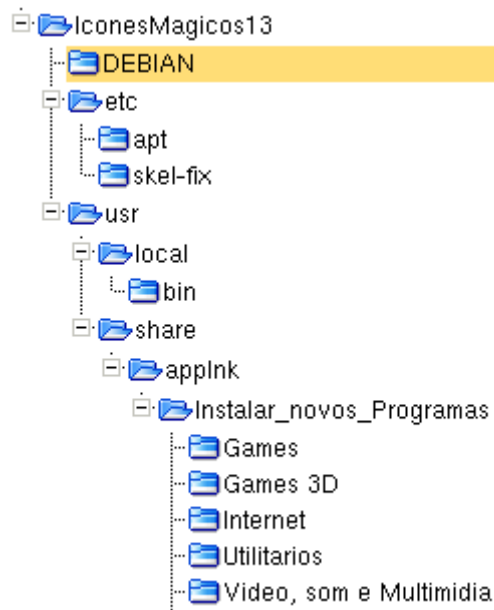 IconesMagicos13
DEBIAN
etc
apt
skel-fix
usr
local
bin
share
applnk
Instalar_novos_Programas
Games
Games 3D
Internet
Utilitarios
Video, som e Multimidia